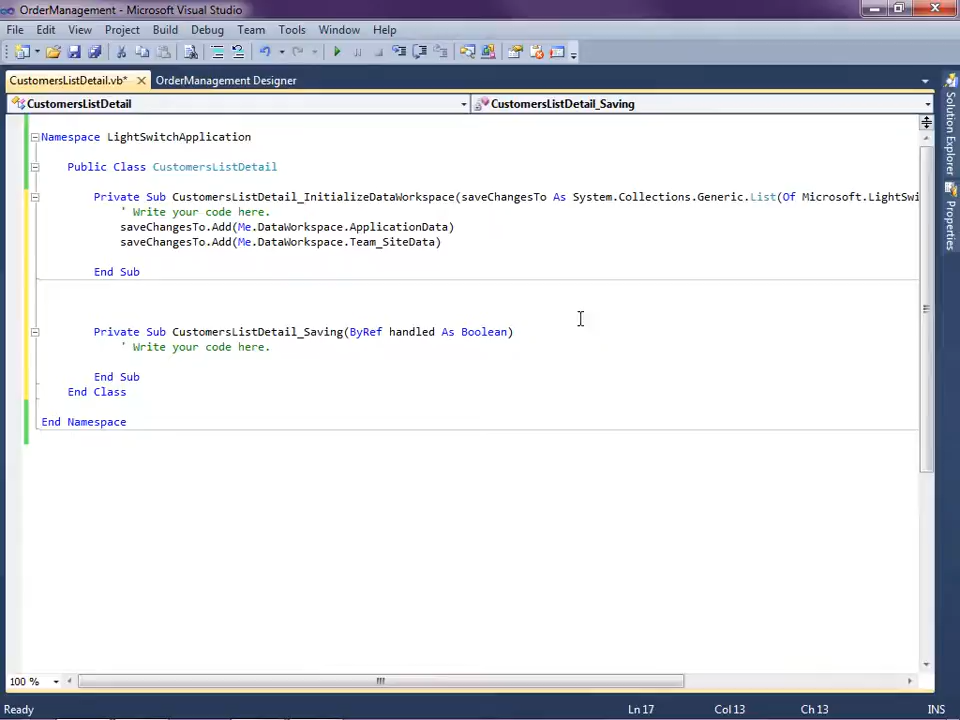 OrderManagement - Microsoft Visual Studio
File Edit View Project Build Debug Team Tools Window Help
CustomersListDetail.vb* OrderManagement Designer
CustomersListDetail CustomersListDetail_Saving
Namespace LightSwitchApplication
Public Class CustomersListDetail
Private Sub CustomersListDetail_InitializeDataWorkspace(saveChangesTo As System.Collections.Generic.List(Of Microsoft.LightSwi
' Write your code here.
saveChangesTo.Add(Me.DataWorkspace.ApplicationData)
saveChangesTo.Add(Me.DataWorkspace.Team_SiteData)
End Sub
Private Sub CustomersListDetail_Saving(ByRef handled As Boolean)
' Write your code here.
End Sub
End Class
End Namespace
Solution Explorer
Properties
100 %
Ready Ln 17 Col 13 Ch 13 INS